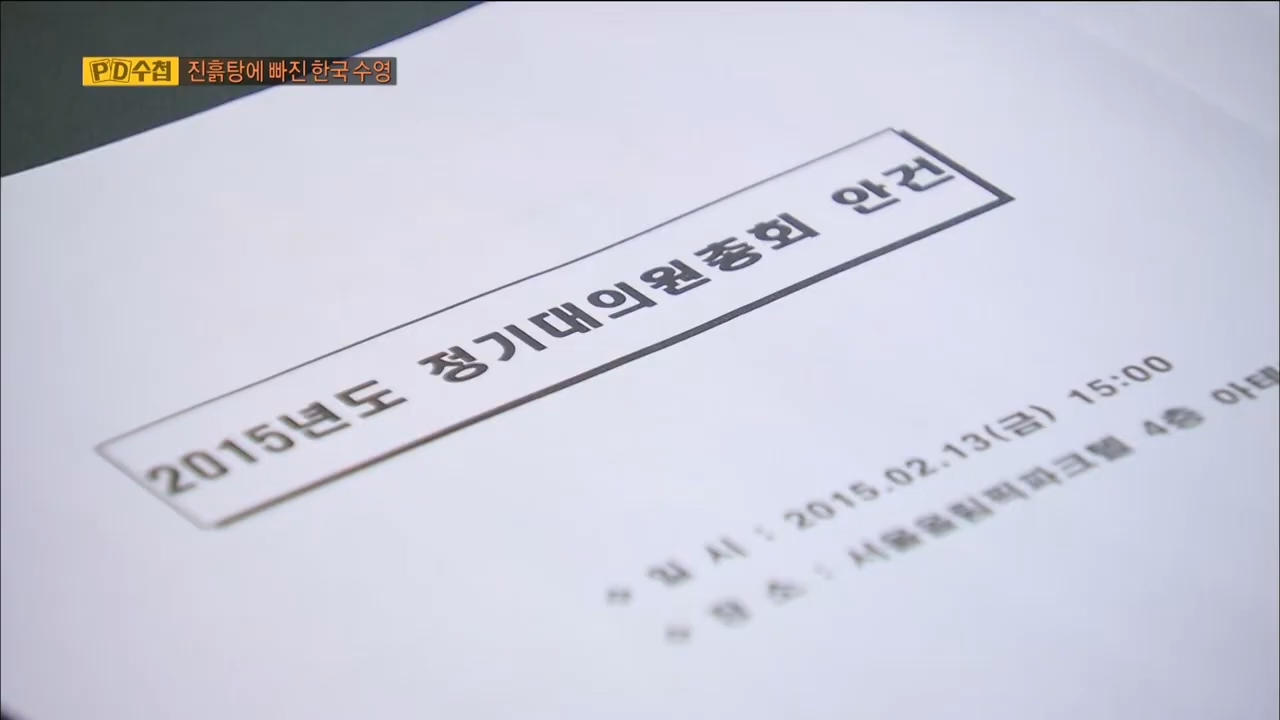 PD수첩 진흙탕에 빠진 한국 수영
2015년도 정기대의원총회 안건
일 시 : 2015.02.13(금) 15:00
장 소 : 서울올림픽파크텔 4층 아태